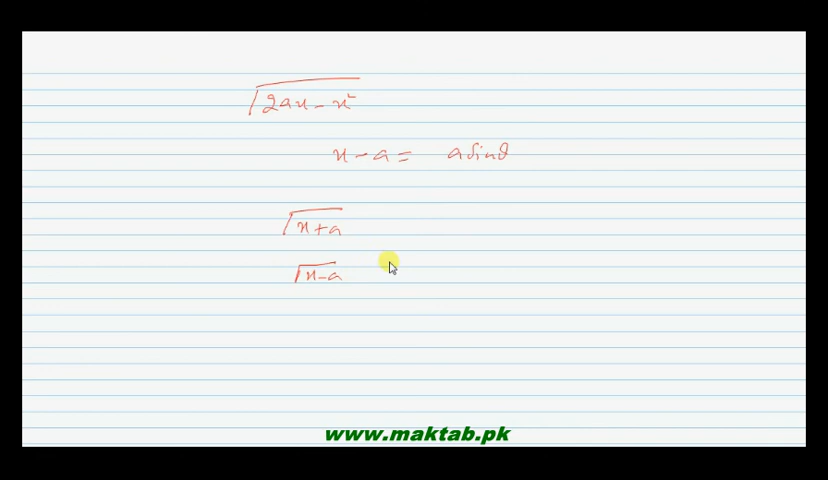 √2ax - x²
x - a = a sinθ
√x+a
√x-a
www.maktab.pk